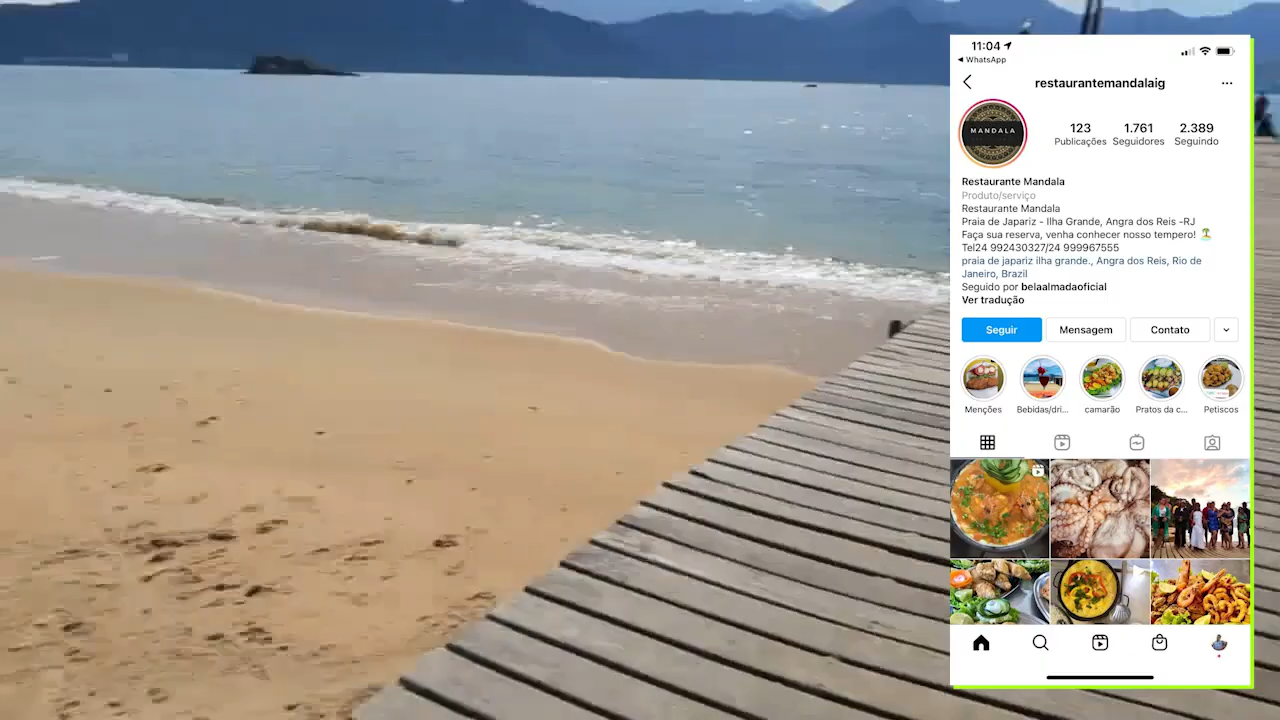 11:04
◀ WhatsApp
restaurantemandalaig
MANDALA
123 1.761 2.389
Publicações Seguidores Seguindo
Restaurante Mandala
Produto/serviço
Restaurante Mandala
Praia de Japariz - Ilha Grande, Angra dos Reis -RJ
Faça sua reserva, venha conhecer nosso tempero! 🏝️
Tel24 992430327/24 999967555
praia de japariz ilha grande., Angra dos Reis, Rio de
Janeiro, Brazil
Seguido por belaalmadaoficial
Ver tradução
Seguir Mensagem Contato
Menções Bebidas/dri... camarão Pratos da c... Petiscos